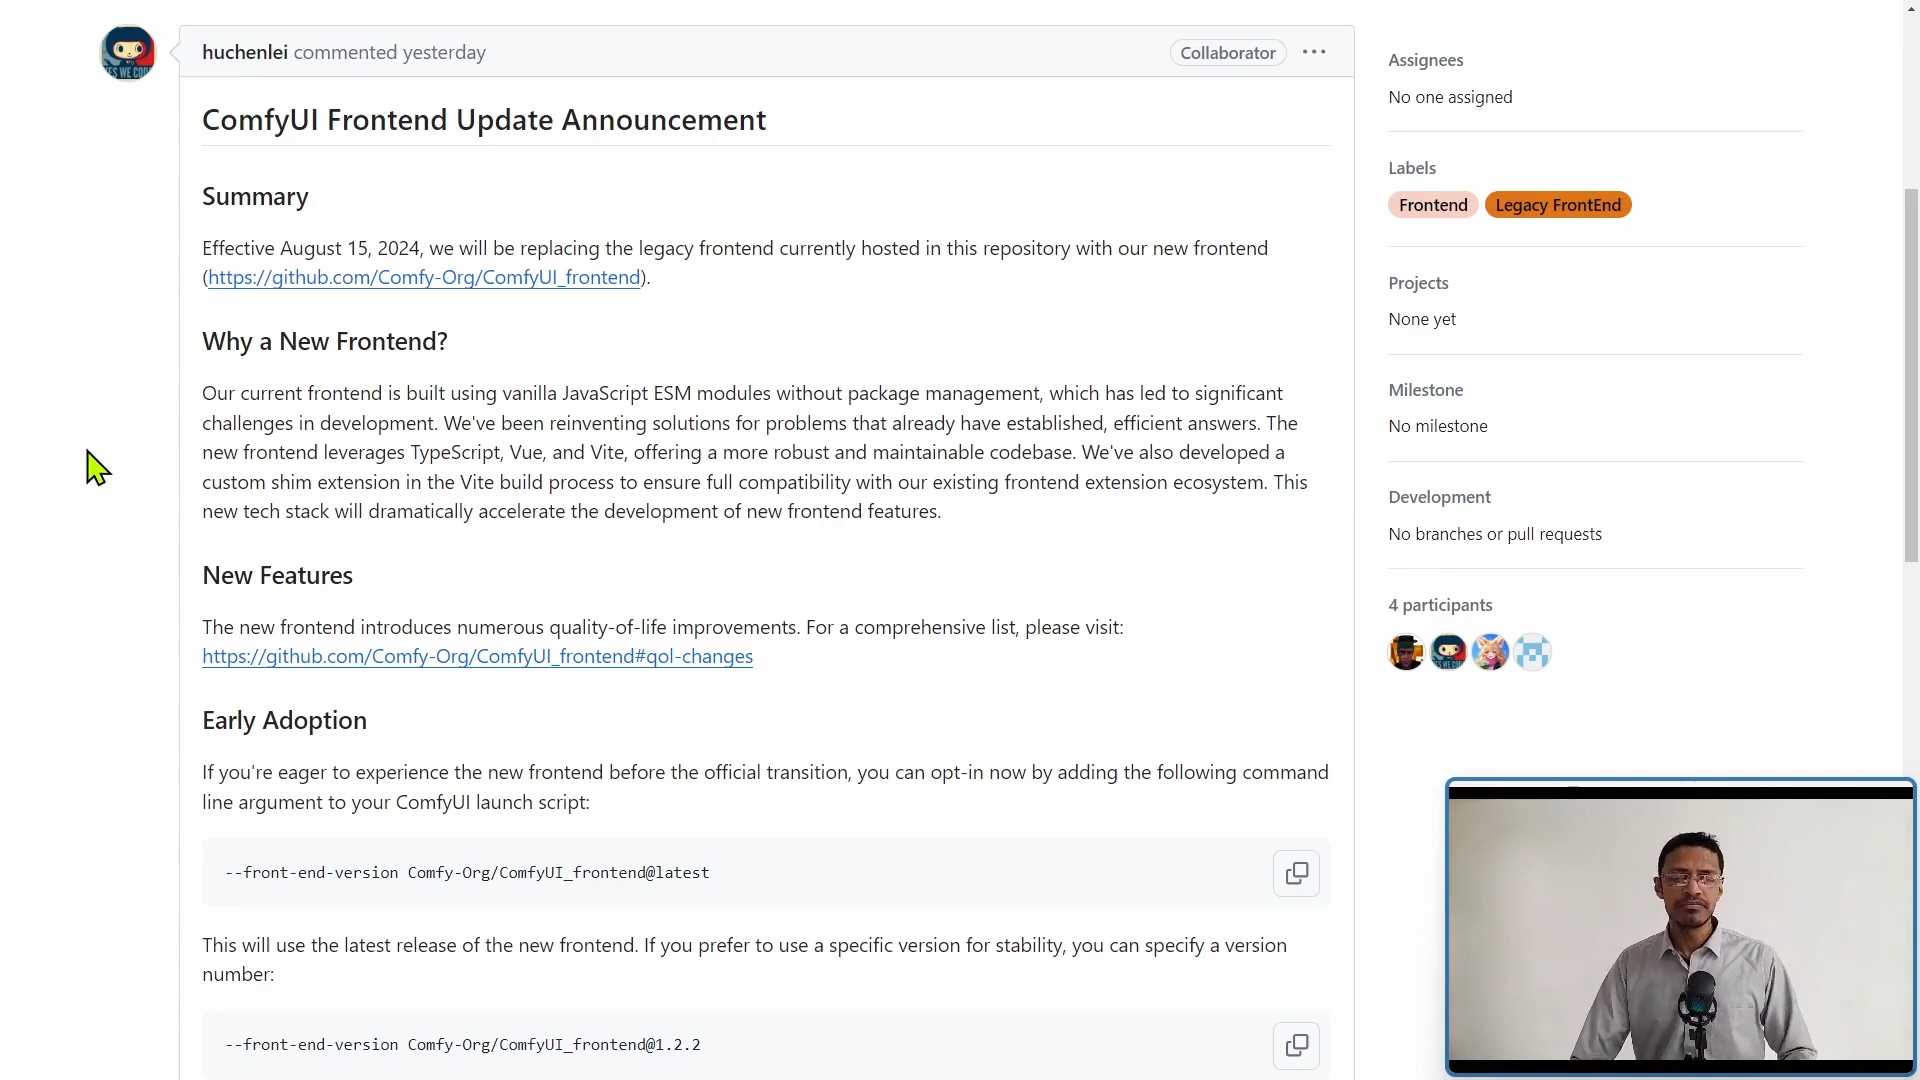 huchenlei commented yesterday
Collaborator
ComfyUI Frontend Update Announcement
Summary
Effective August 15, 2024, we will be replacing the legacy frontend currently hosted in this repository with our new frontend
(https://github.com/Comfy-Org/ComfyUI_frontend).
Why a New Frontend?
Our current frontend is built using vanilla JavaScript ESM modules without package management, which has led to significant
challenges in development. We've been reinventing solutions for problems that already have established, efficient answers. The
new frontend leverages TypeScript, Vue, and Vite, offering a more robust and maintainable codebase. We've also developed a
custom shim extension in the Vite build process to ensure full compatibility with our existing frontend extension ecosystem. This
new tech stack will dramatically accelerate the development of new frontend features.
New Features
The new frontend introduces numerous quality-of-life improvements. For a comprehensive list, please visit:
https://github.com/Comfy-Org/ComfyUI_frontend#qol-changes
Early Adoption
If you're eager to experience the new frontend before the official transition, you can opt-in now by adding the following command
line argument to your ComfyUI launch script:
--front-end-version Comfy-Org/ComfyUI_frontend@latest
This will use the latest release of the new frontend. If you prefer to use a specific version for stability, you can specify a version
number:
--front-end-version Comfy-Org/ComfyUI_frontend@1.2.2
Assignees
No one assigned
Labels
Frontend Legacy FrontEnd
Projects
None yet
Milestone
No milestone
Development
No branches or pull requests
4 participants